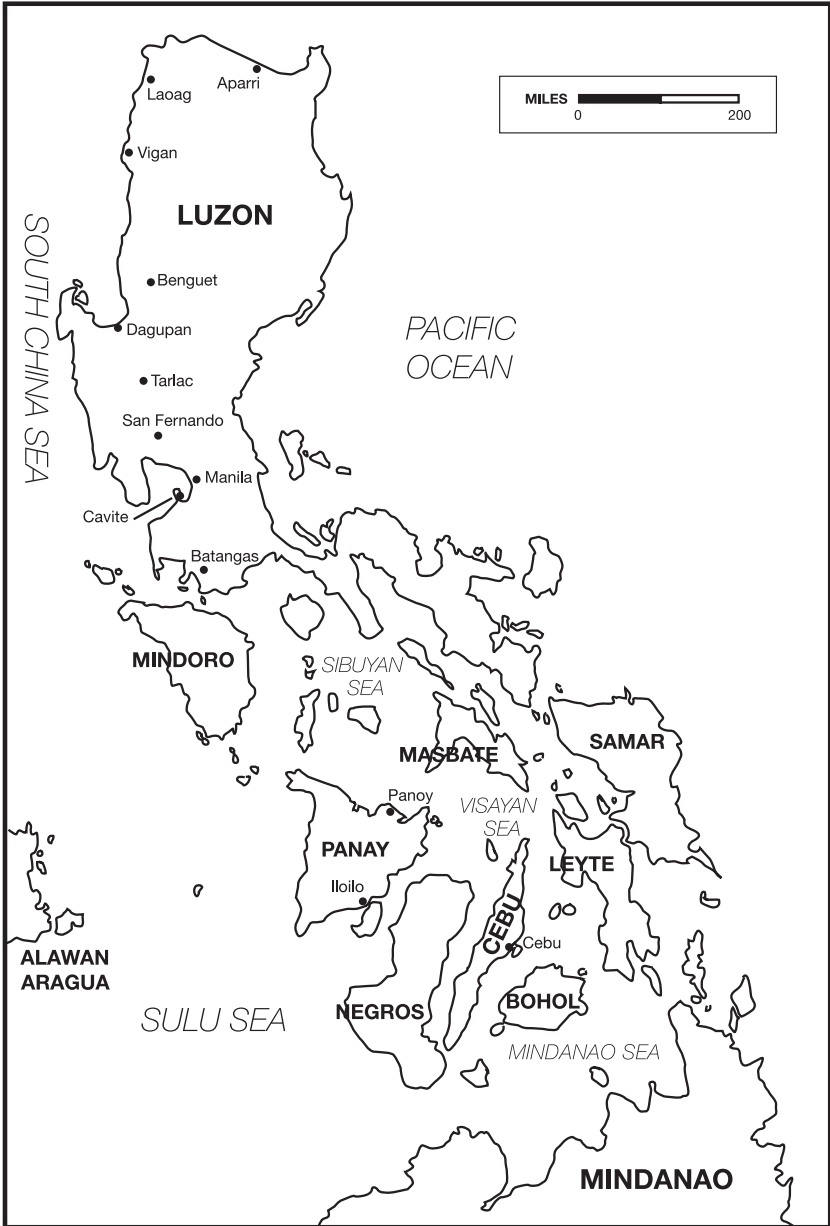 Aparri
Laoag
MILES
0 200
Vigan
LUZON
SOUTH CHINA SEA
Benguet
PACIFIC
OCEAN
Dagupan
Tarlac
San Fernando
Manila
Cavite
Batangas
MINDORO
SIBUYAN
SEA
SAMAR
MASBATE
Panoy
VISAYAN
SEA
PANAY
LEYTE
Iloilo
CEBU
Cebu
ALAWAN
ARAGUA
NEGROS
BOHOL
SULU SEA
MINDANAO SEA
MINDANAO